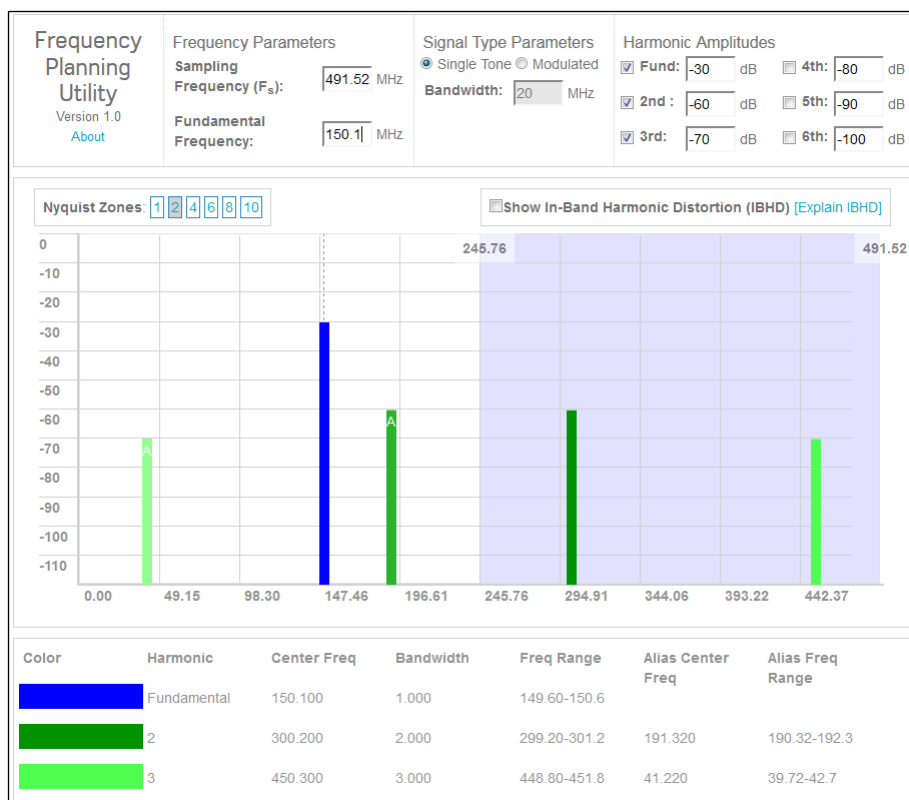 Frequency
Planning
Utility
Version 1.0
About
Frequency Parameters
Sampling
Frequency (Fs): 491.52 MHz
Fundamental
Frequency: 150.1 MHz
Signal Type Parameters
Single Tone Modulated
Bandwidth: 20 MHz
Harmonic Amplitudes
Fund: -30 dB 4th: -80 dB
2nd : -60 dB 5th: -90 dB
3rd: -70 dB 6th: -100 dB
Nyquist Zones: 1 2 4 6 8 10
Show In-Band Harmonic Distortion (IBHD) [Explain IBHD]
245.76 491.52
0
-10
-20
-30
-40
-50
-60
-70
-80
-90
-100
-110
A
A
0.00 49.15 98.30 147.46 196.61 245.76 294.91 344.06 393.22 442.37
Color Harmonic Center Freq Bandwidth Freq Range Alias Center Freq Alias Freq Range
Fundamental 150.100 1.000 149.60-150.6
2 300.200 2.000 299.20-301.2 191.320 190.32-192.3
3 450.300 3.000 448.80-451.8 41.220 39.72-42.7